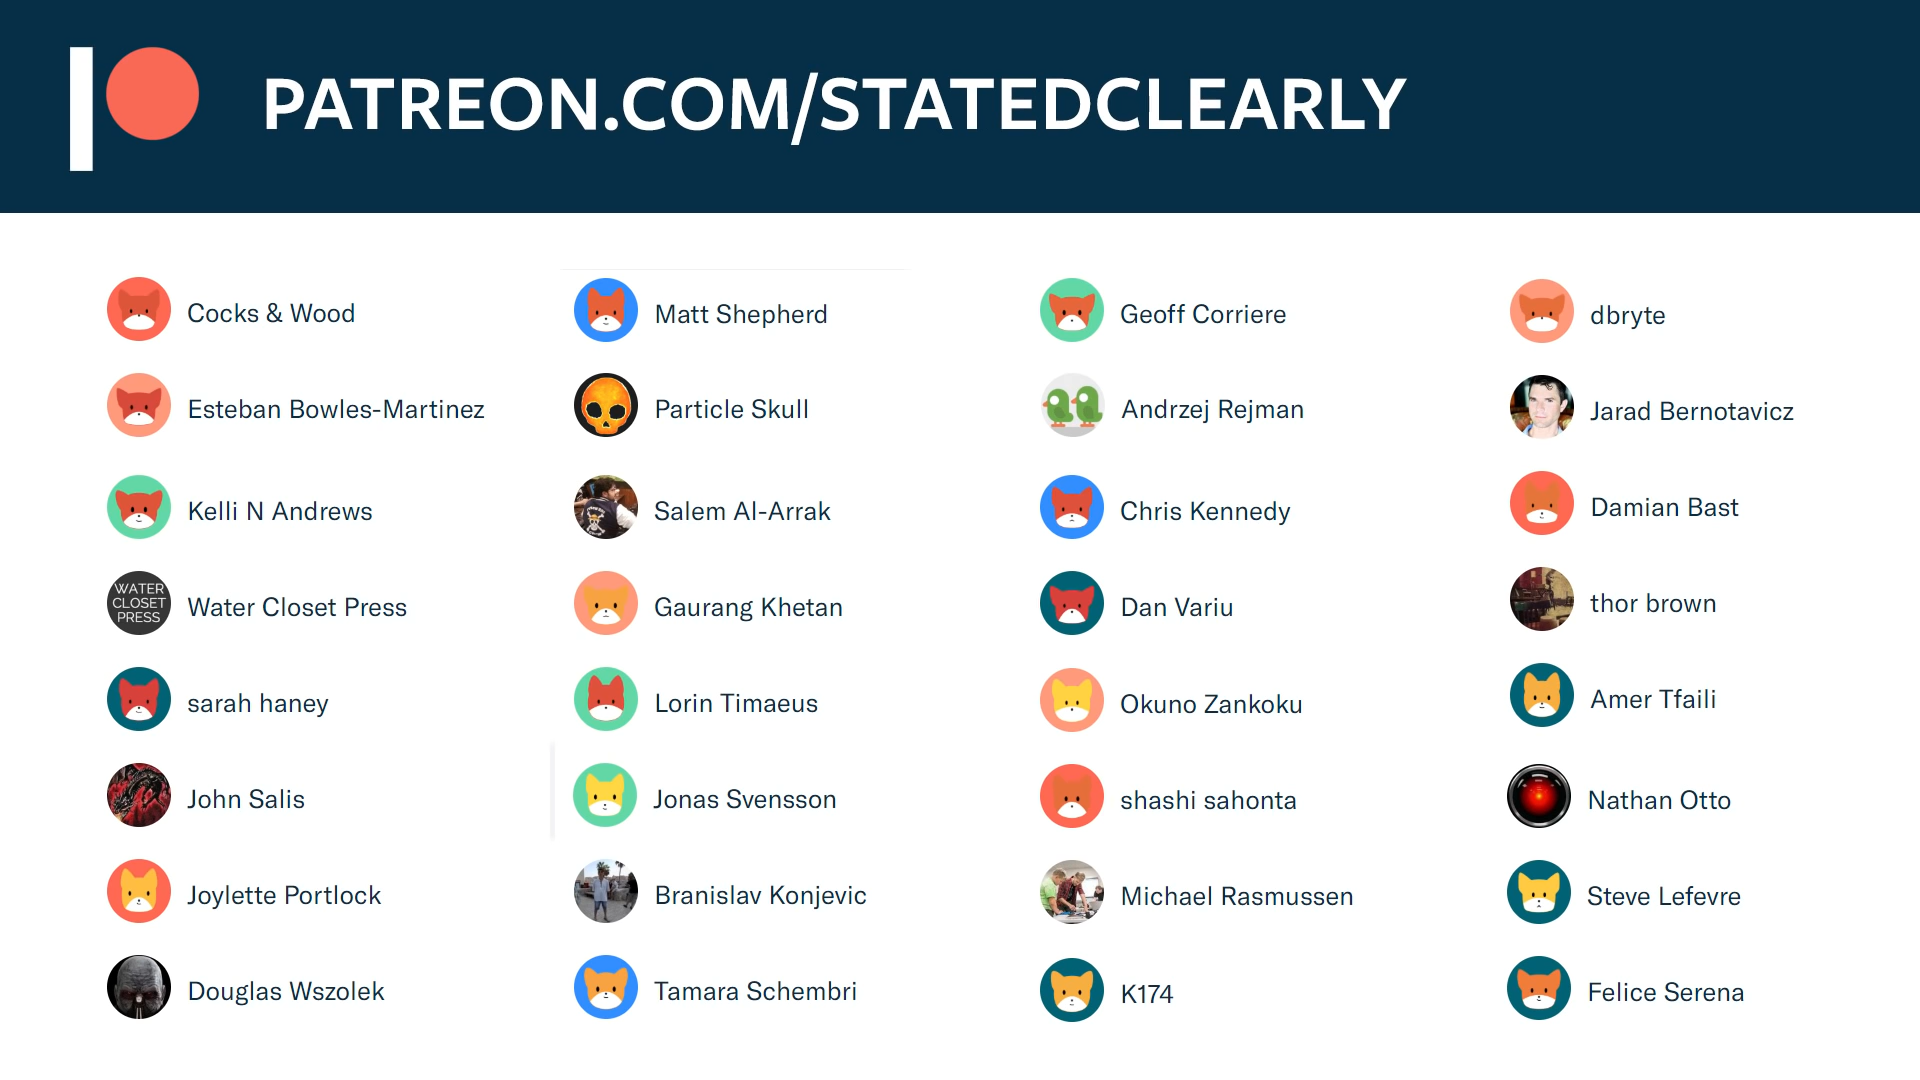 PATREON.COM/STATEDCLEARLY
Cocks & Wood
Esteban Bowles-Martinez
Kelli N Andrews
WATER
CLOSET
PRESS
Water Closet Press
sarah haney
John Salis
Joylette Portlock
Douglas Wszolek
Matt Shepherd
Particle Skull
Salem Al-Arrak
Gaurang Khetan
Lorin Timaeus
Jonas Svensson
Branislav Konjevic
Tamara Schembri
Geoff Corriere
Andrzej Rejman
Chris Kennedy
Dan Variu
Okuno Zankoku
shashi sahonta
Michael Rasmussen
K174
dbryte
Jarad Bernotavicz
Damian Bast
thor brown
Amer Tfaili
Nathan Otto
Steve Lefevre
Felice Serena